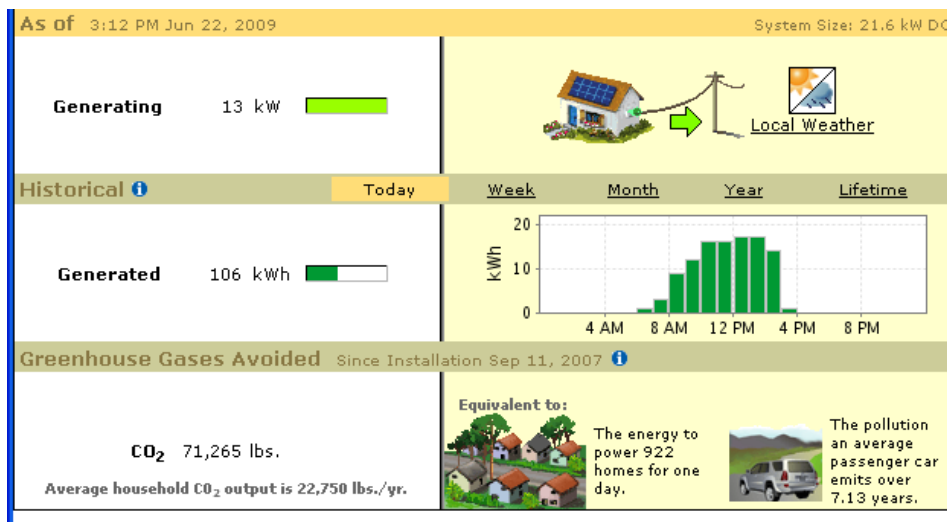 As of 3:12 PM Jun 22, 2009 System Size: 21.6 kW DC
Generating 13 kW
Local Weather
Historical Today Week Month Year Lifetime
Generated 106 kWh
kWh
20
10
0
4 AM 8 AM 12 PM 4 PM 8 PM
Greenhouse Gases Avoided Since Installation Sep 11, 2007
CO₂ 71,265 lbs.
Average household CO₂ output is 22,750 lbs./yr.
Equivalent to:
The energy to
power 922
homes for one
day.
The pollution
an average
passenger car
emits over
7.13 years.